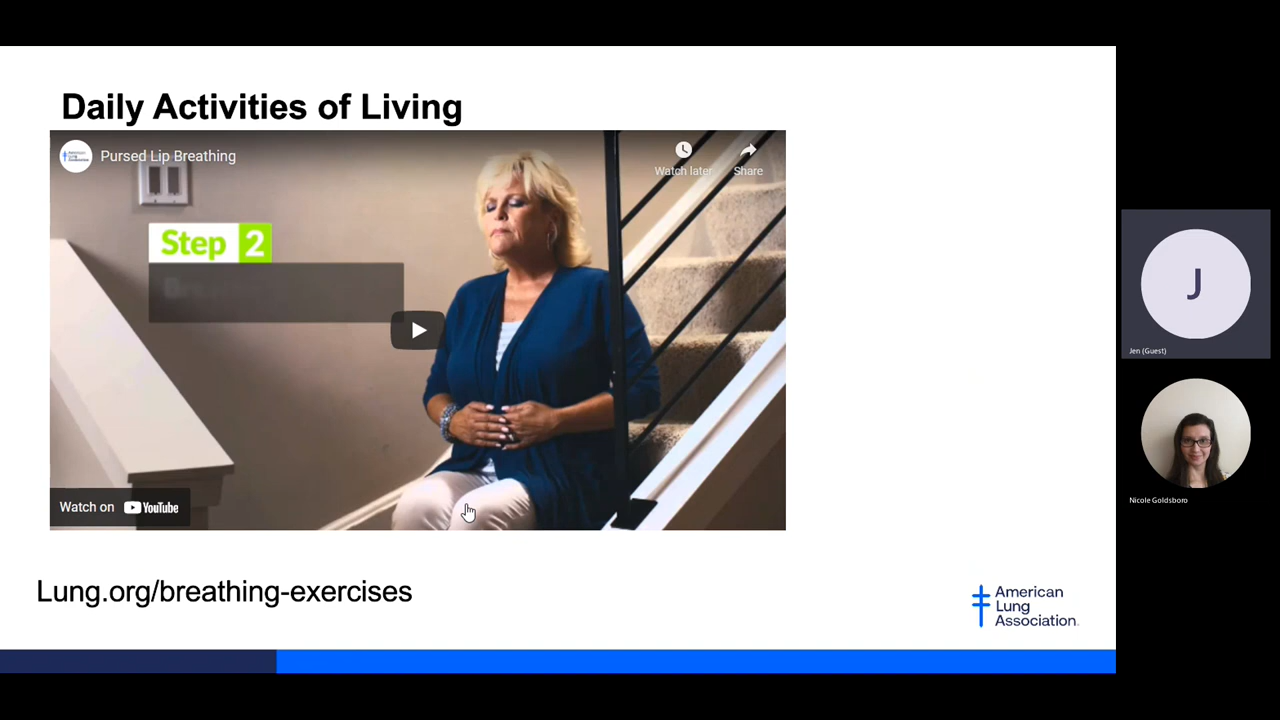 Daily Activities of Living
Pursed Lip Breathing
Watch later
Share
Step 2
Watch on YouTube
Lung.org/breathing-exercises
American
Lung
Association.
J
Jen (Guest)
Nicole Goldsboro